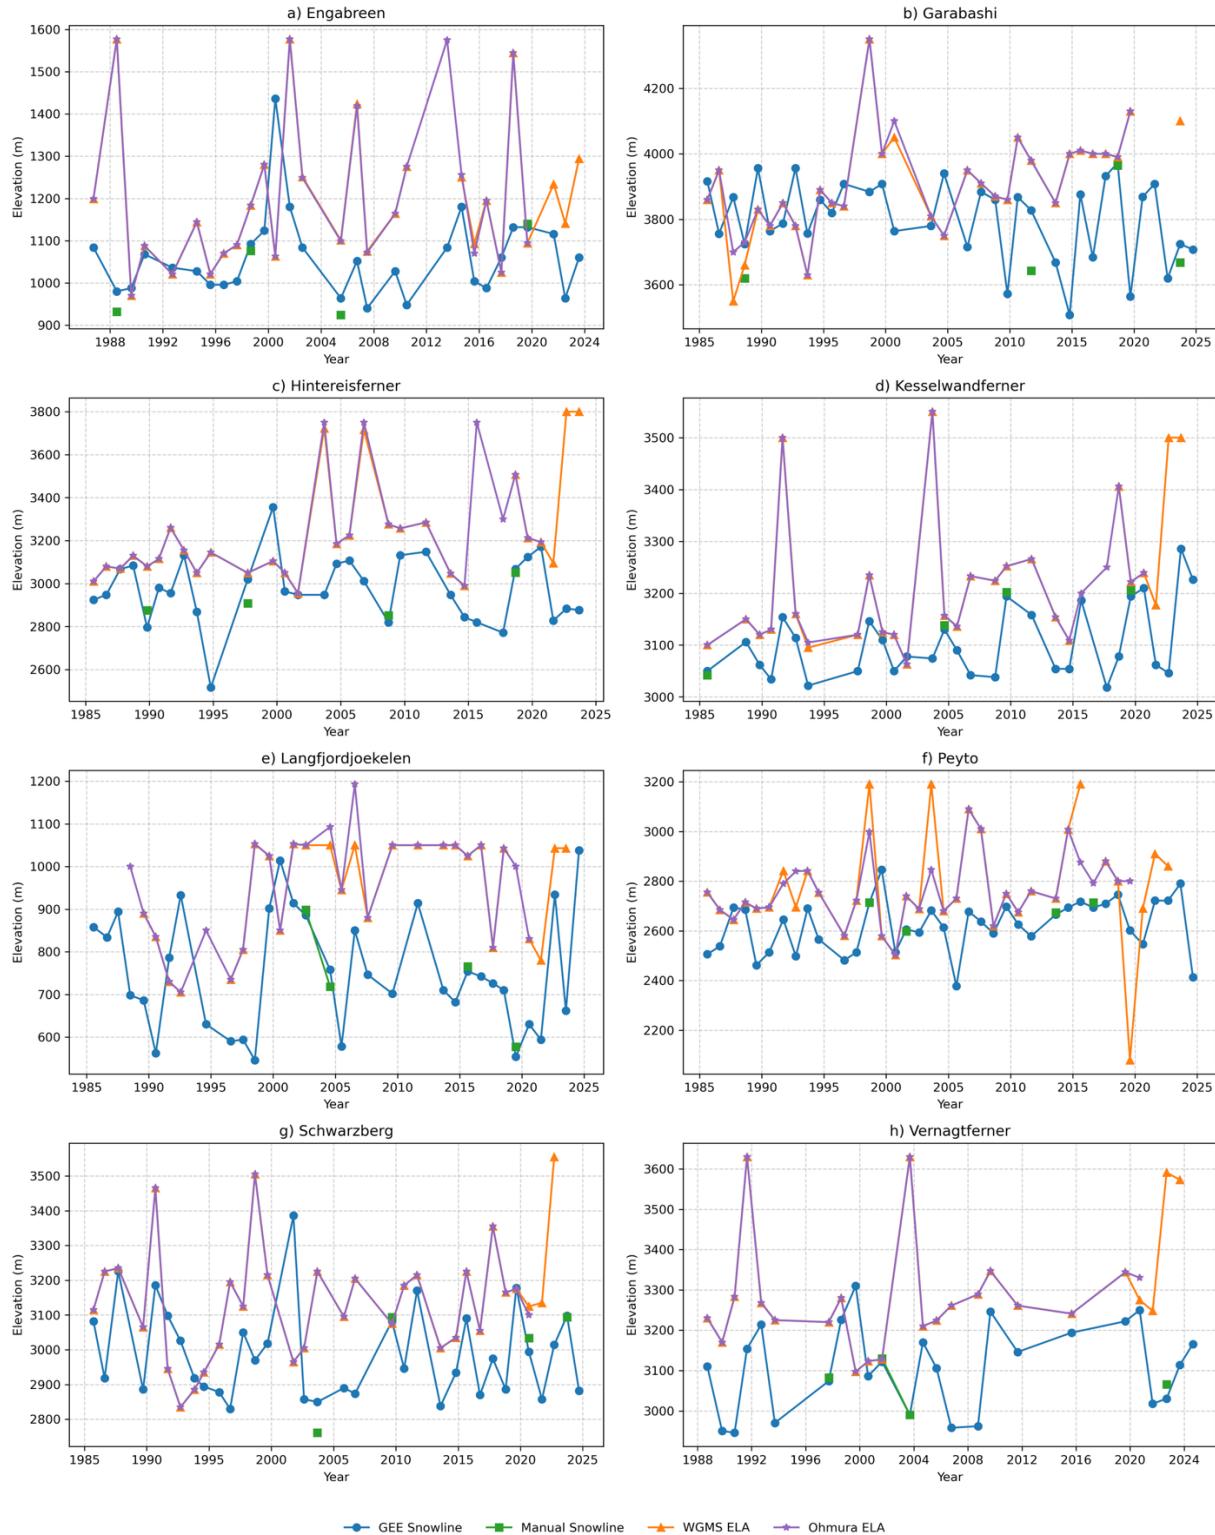 a) Engabreen
1600
1500
1400
1300
1200
1100
1000
900
Elevation (m)
1988 1992 1996 2000 2004 2008 2012 2016 2020 2024
Year
b) Garabashi
4200
4000
3800
3600
Elevation (m)
1985 1990 1995 2000 2005 2010 2015 2020 2025
Year
c) Hintereisferner
3800
3600
3400
3200
3000
2800
2600
Elevation (m)
1985 1990 1995 2000 2005 2010 2015 2020 2025
Year
d) Kesselwandferner
3500
3400
3300
3200
3100
3000
Elevation (m)
1985 1990 1995 2000 2005 2010 2015 2020 2025
Year
e) Langfjordjoekelen
1200
1100
1000
900
800
700
600
Elevation (m)
1985 1990 1995 2000 2005 2010 2015 2020 2025
Year
f) Peyto
3200
3000
2800
2600
2400
2200
Elevation (m)
1985 1990 1995 2000 2005 2010 2015 2020 2025
Year
g) Schwarzberg
3500
3400
3300
3200
3100
3000
2900
2800
Elevation (m)
1985 1990 1995 2000 2005 2010 2015 2020 2025
Year
h) Vernagtferner
3600
3500
3400
3300
3200
3100
3000
Elevation (m)
1988 1992 1996 2000 2004 2008 2012 2016 2020 2024
Year
GEE Snowline Manual Snowline WGMS ELA Ohmura ELA